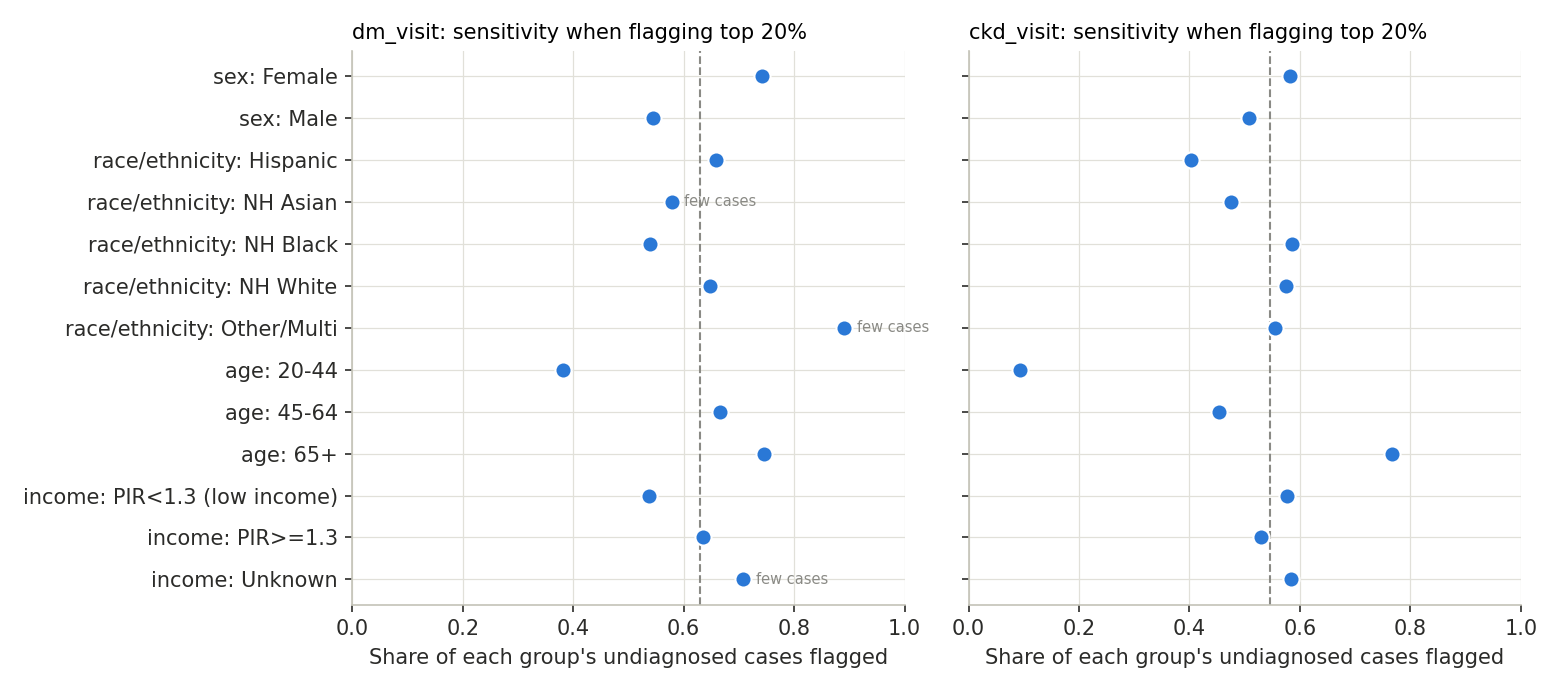 dm_visit: sensitivity when flagging top 20%
ckd_visit: sensitivity when flagging top 20%
sex: Female
sex: Male
race/ethnicity: Hispanic
race/ethnicity: NH Asian
few cases
race/ethnicity: NH Black
race/ethnicity: NH White
race/ethnicity: Other/Multi
few cases
age: 20-44
age: 45-64
age: 65+
income: PIR<1.3 (low income)
income: PIR>=1.3
income: Unknown
few cases
0.0 0.2 0.4 0.6 0.8 1.0
0.0 0.2 0.4 0.6 0.8 1.0
Share of each group's undiagnosed cases flagged
Share of each group's undiagnosed cases flagged